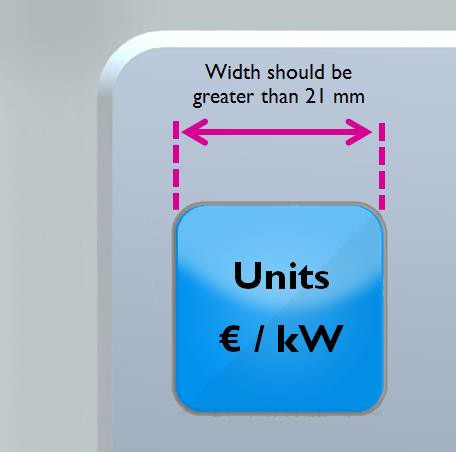 Width should be
greater than 21 mm
Units
€ / kW